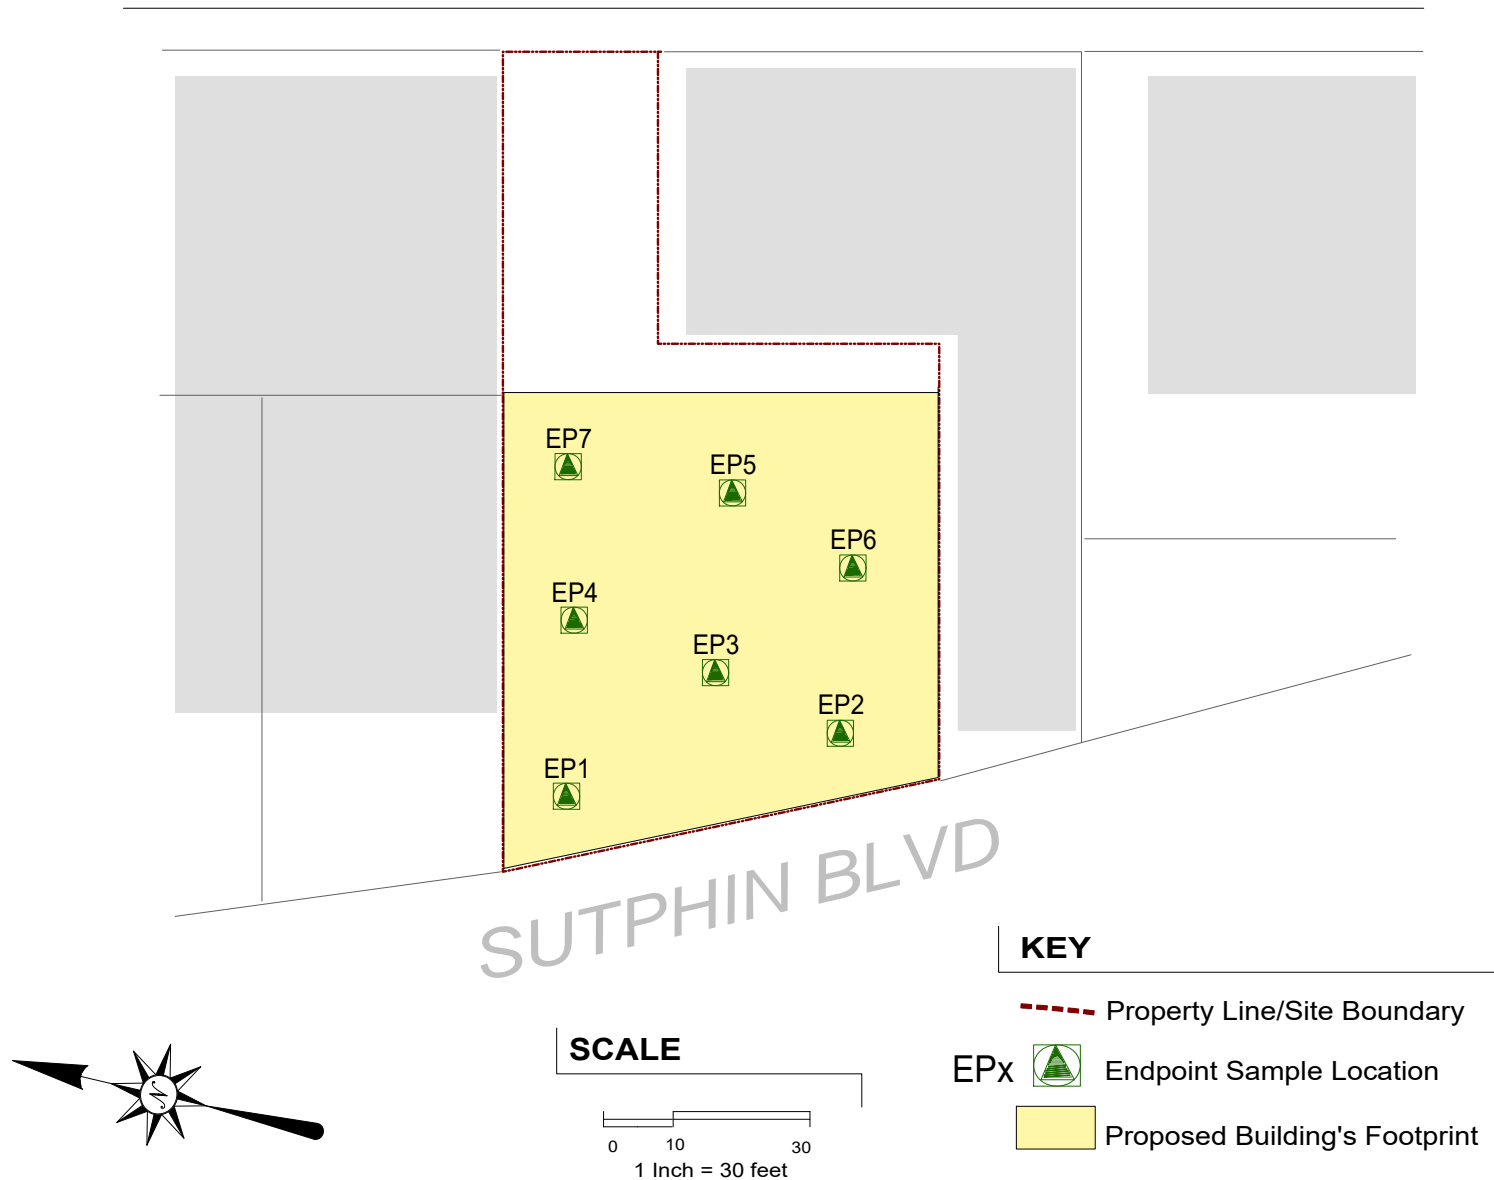 EP7
EP5
EP6
EP4
EP3
EP2
EP1
SUTPHIN BLVD
KEY
Property Line/Site Boundary
EPx Endpoint Sample Location
Proposed Building's Footprint
SCALE
0 10 30
1 Inch = 30 feet
N